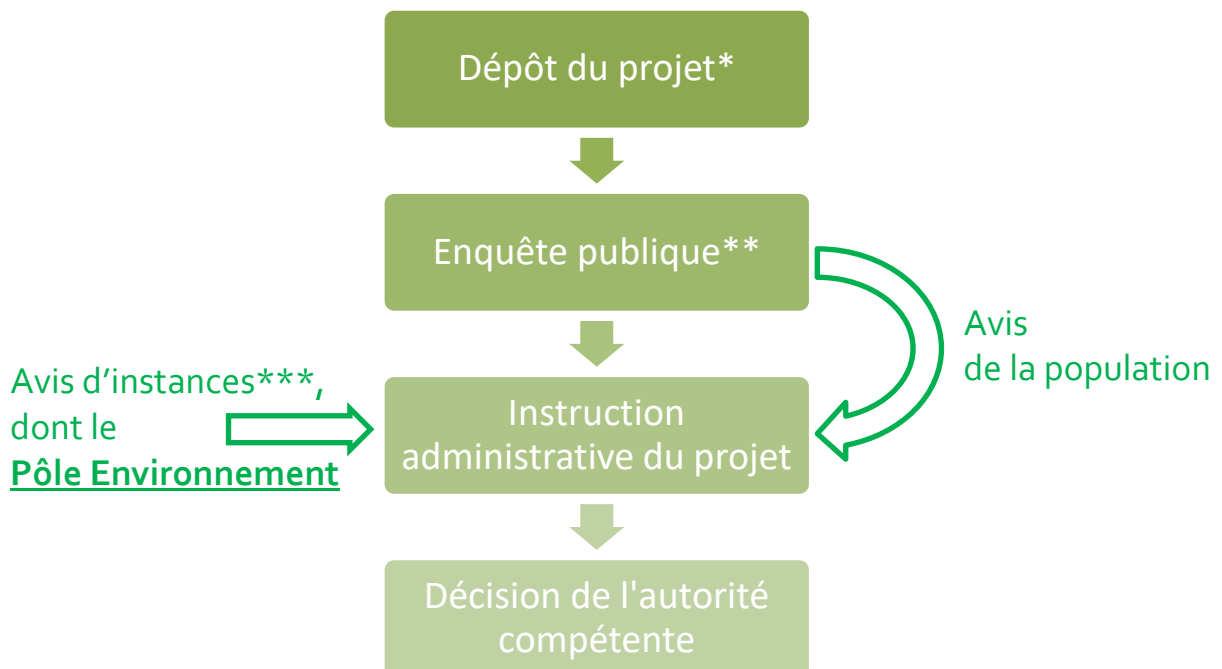 Dépôt du projet*
Enquête publique**
Avis
de la population
Avis d’instances***,
dont le
Pôle Environnement
Instruction
administrative du projet
Décision de l'autorité
compétente